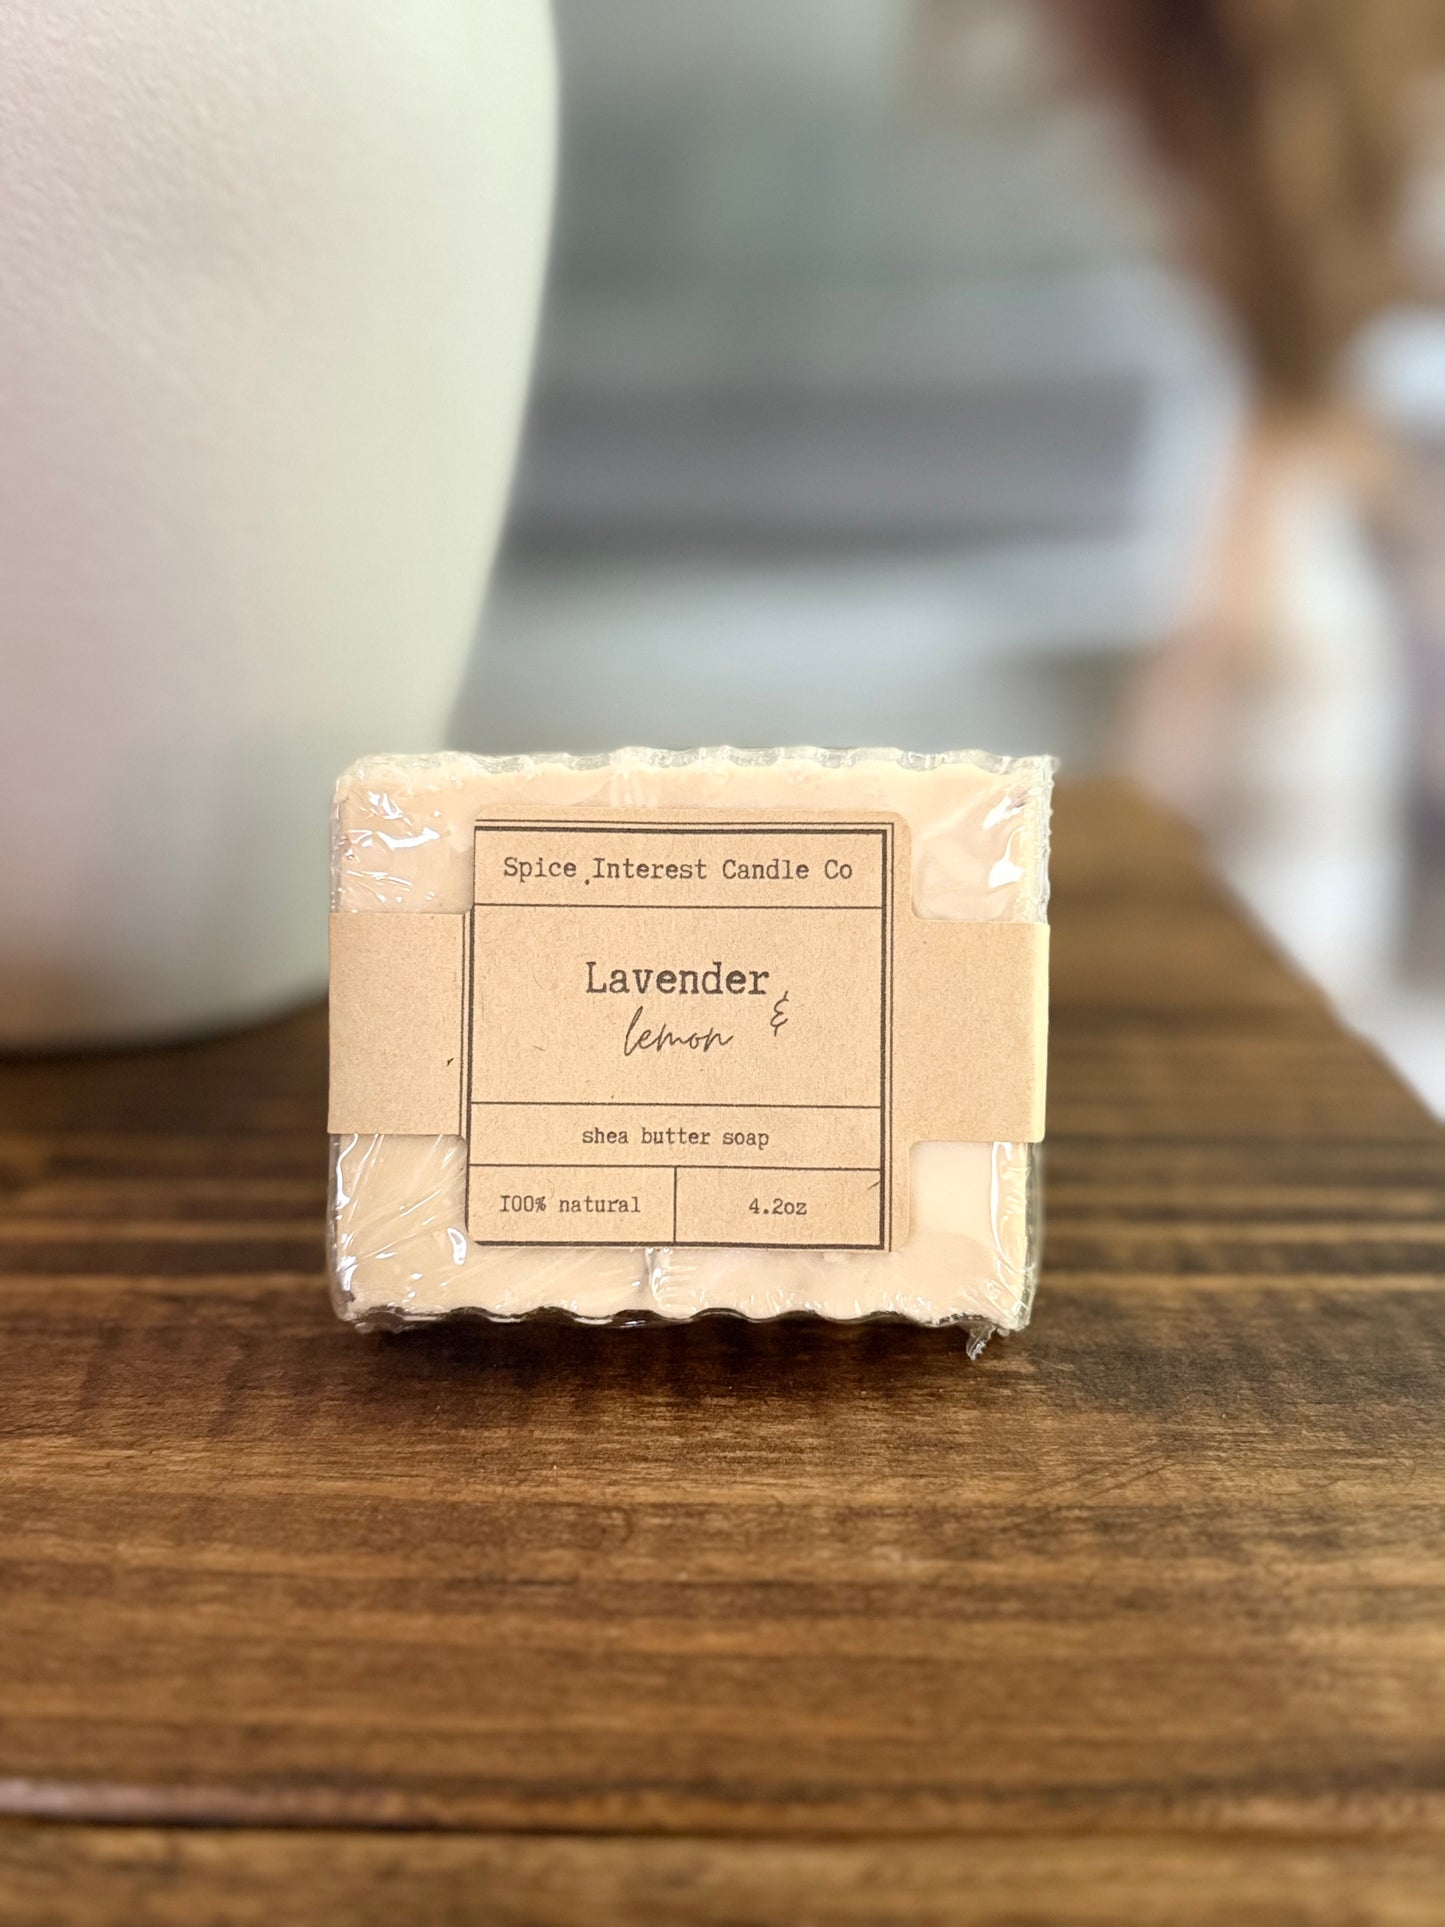 Spice Interest Candle Co
Lavender &
lemon
shea butter soap
100% natural
4.2oz